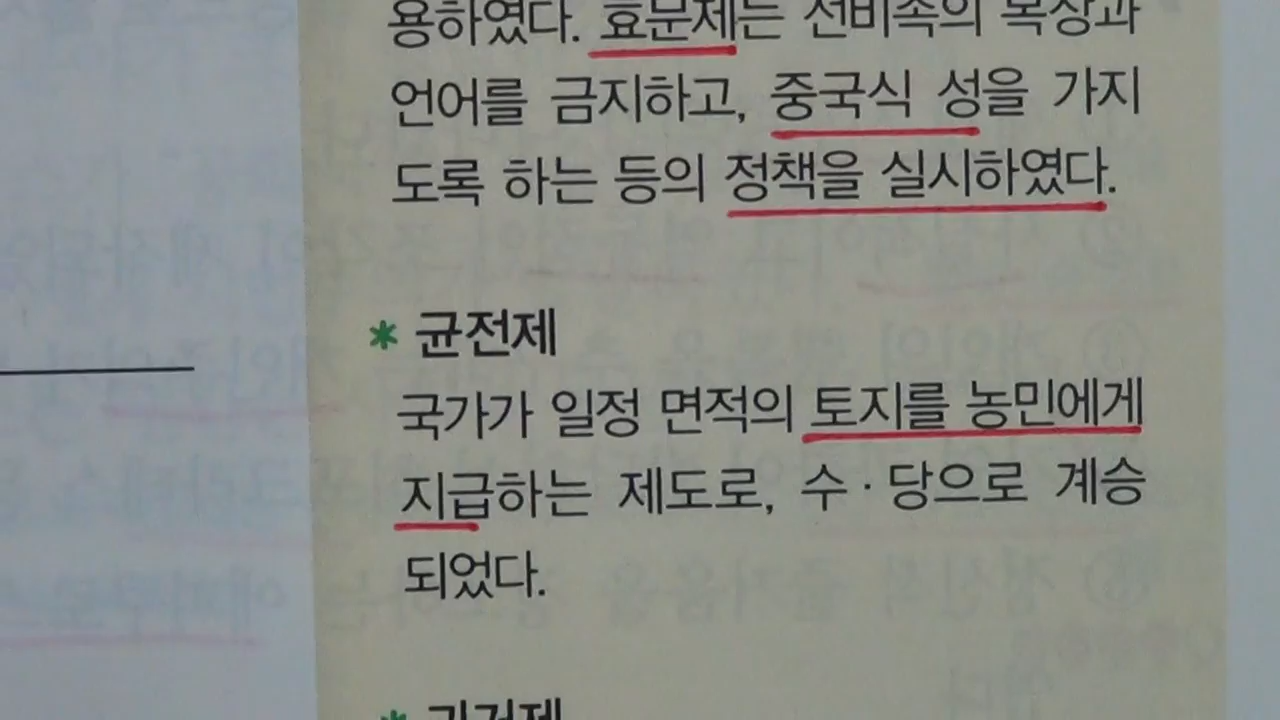 용하였다. 효문제는 선비족의 복장과
언어를 금지하고, 중국식 성을 가지
도록 하는 등의 정책을 실시하였다.
* 균전제
국가가 일정 면적의 토지를 농민에게
지급하는 제도로, 수·당으로 계승
되었다.